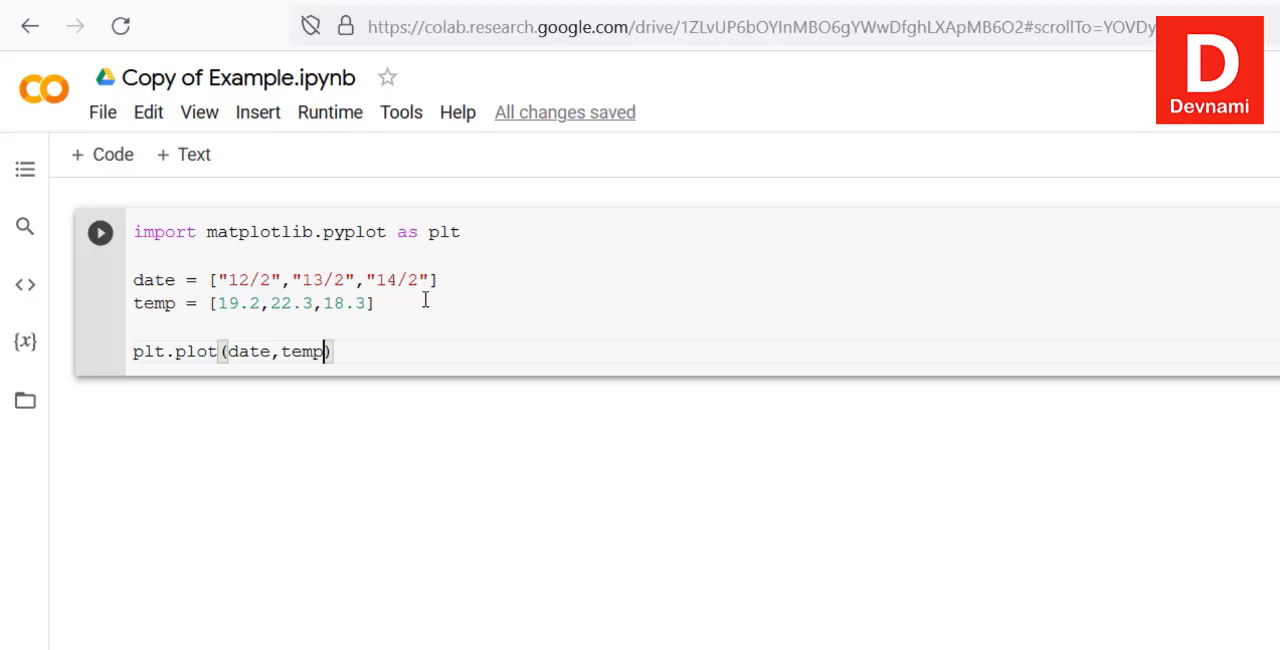 https://colab.research.google.com/drive/1ZLvUP6bOYInMBO6gYWwDfghLXApMB6O2#scrollTo=YOVDy
D
Devnami
CO
Copy of Example.ipynb
File Edit View Insert Runtime Tools Help All changes saved
+ Code + Text
import matplotlib.pyplot as plt
date = ["12/2","13/2","14/2"]
temp = [19.2,22.3,18.3]
{x}
plt.plot(date,temp)